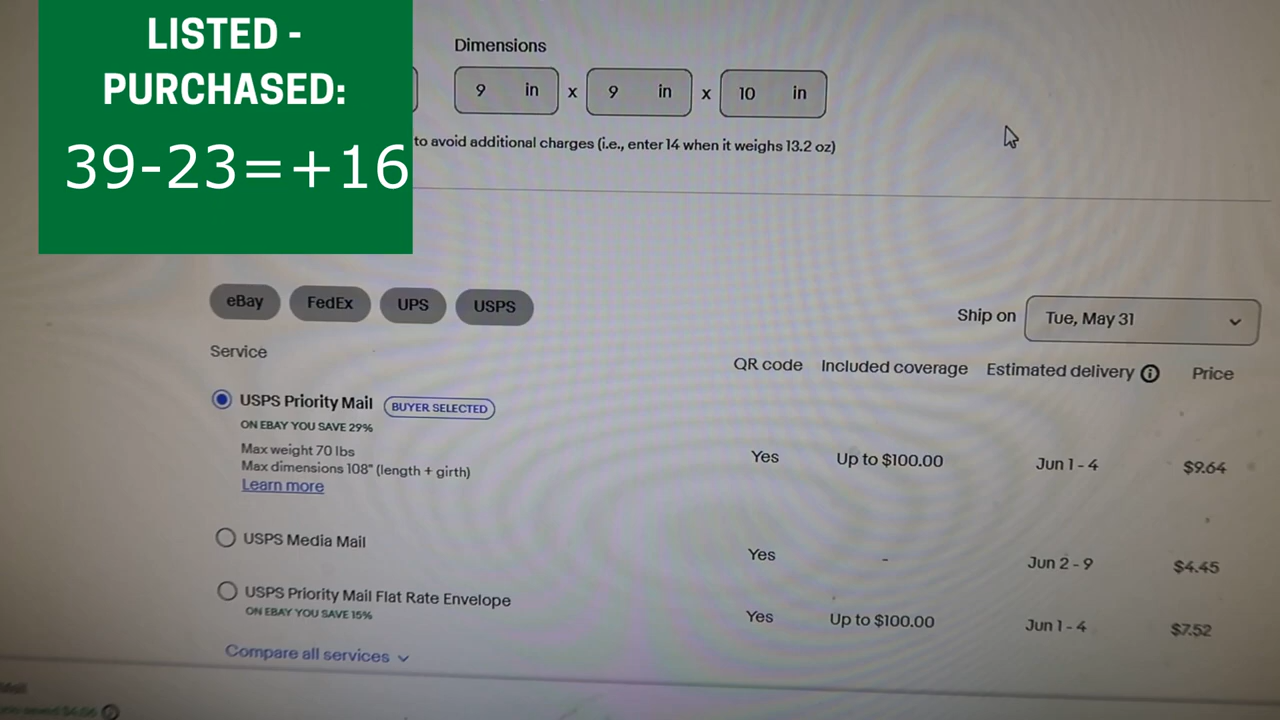 LISTED -
PURCHASED:
39-23=+16
Dimensions
9 in x 9 in x 10 in
to avoid additional charges (i.e., enter 14 when it weighs 13.2 oz)
eBay FedEx UPS USPS
Ship on Tue, May 31
Service QR code Included coverage Estimated delivery Price
USPS Priority Mail BUYER SELECTED
ON EBAY YOU SAVE 29%
Max weight 70 lbs
Max dimensions 108" (length + girth)
Learn more
Yes Up to $100.00 Jun 1 - 4 $9.64
USPS Media Mail
Yes - Jun 2 - 9 $4.45
USPS Priority Mail Flat Rate Envelope
ON EBAY YOU SAVE 15%
Yes Up to $100.00 Jun 1 - 4 $7.52
Compare all services